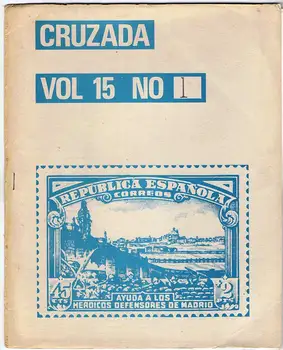 CRUZADA
VOL 15 NO 1
REPUBLICA ESPAÑOLA
CORREOS
45 2
AYUDA A LOS
HEROICOS DEFENSORES DE MADRID